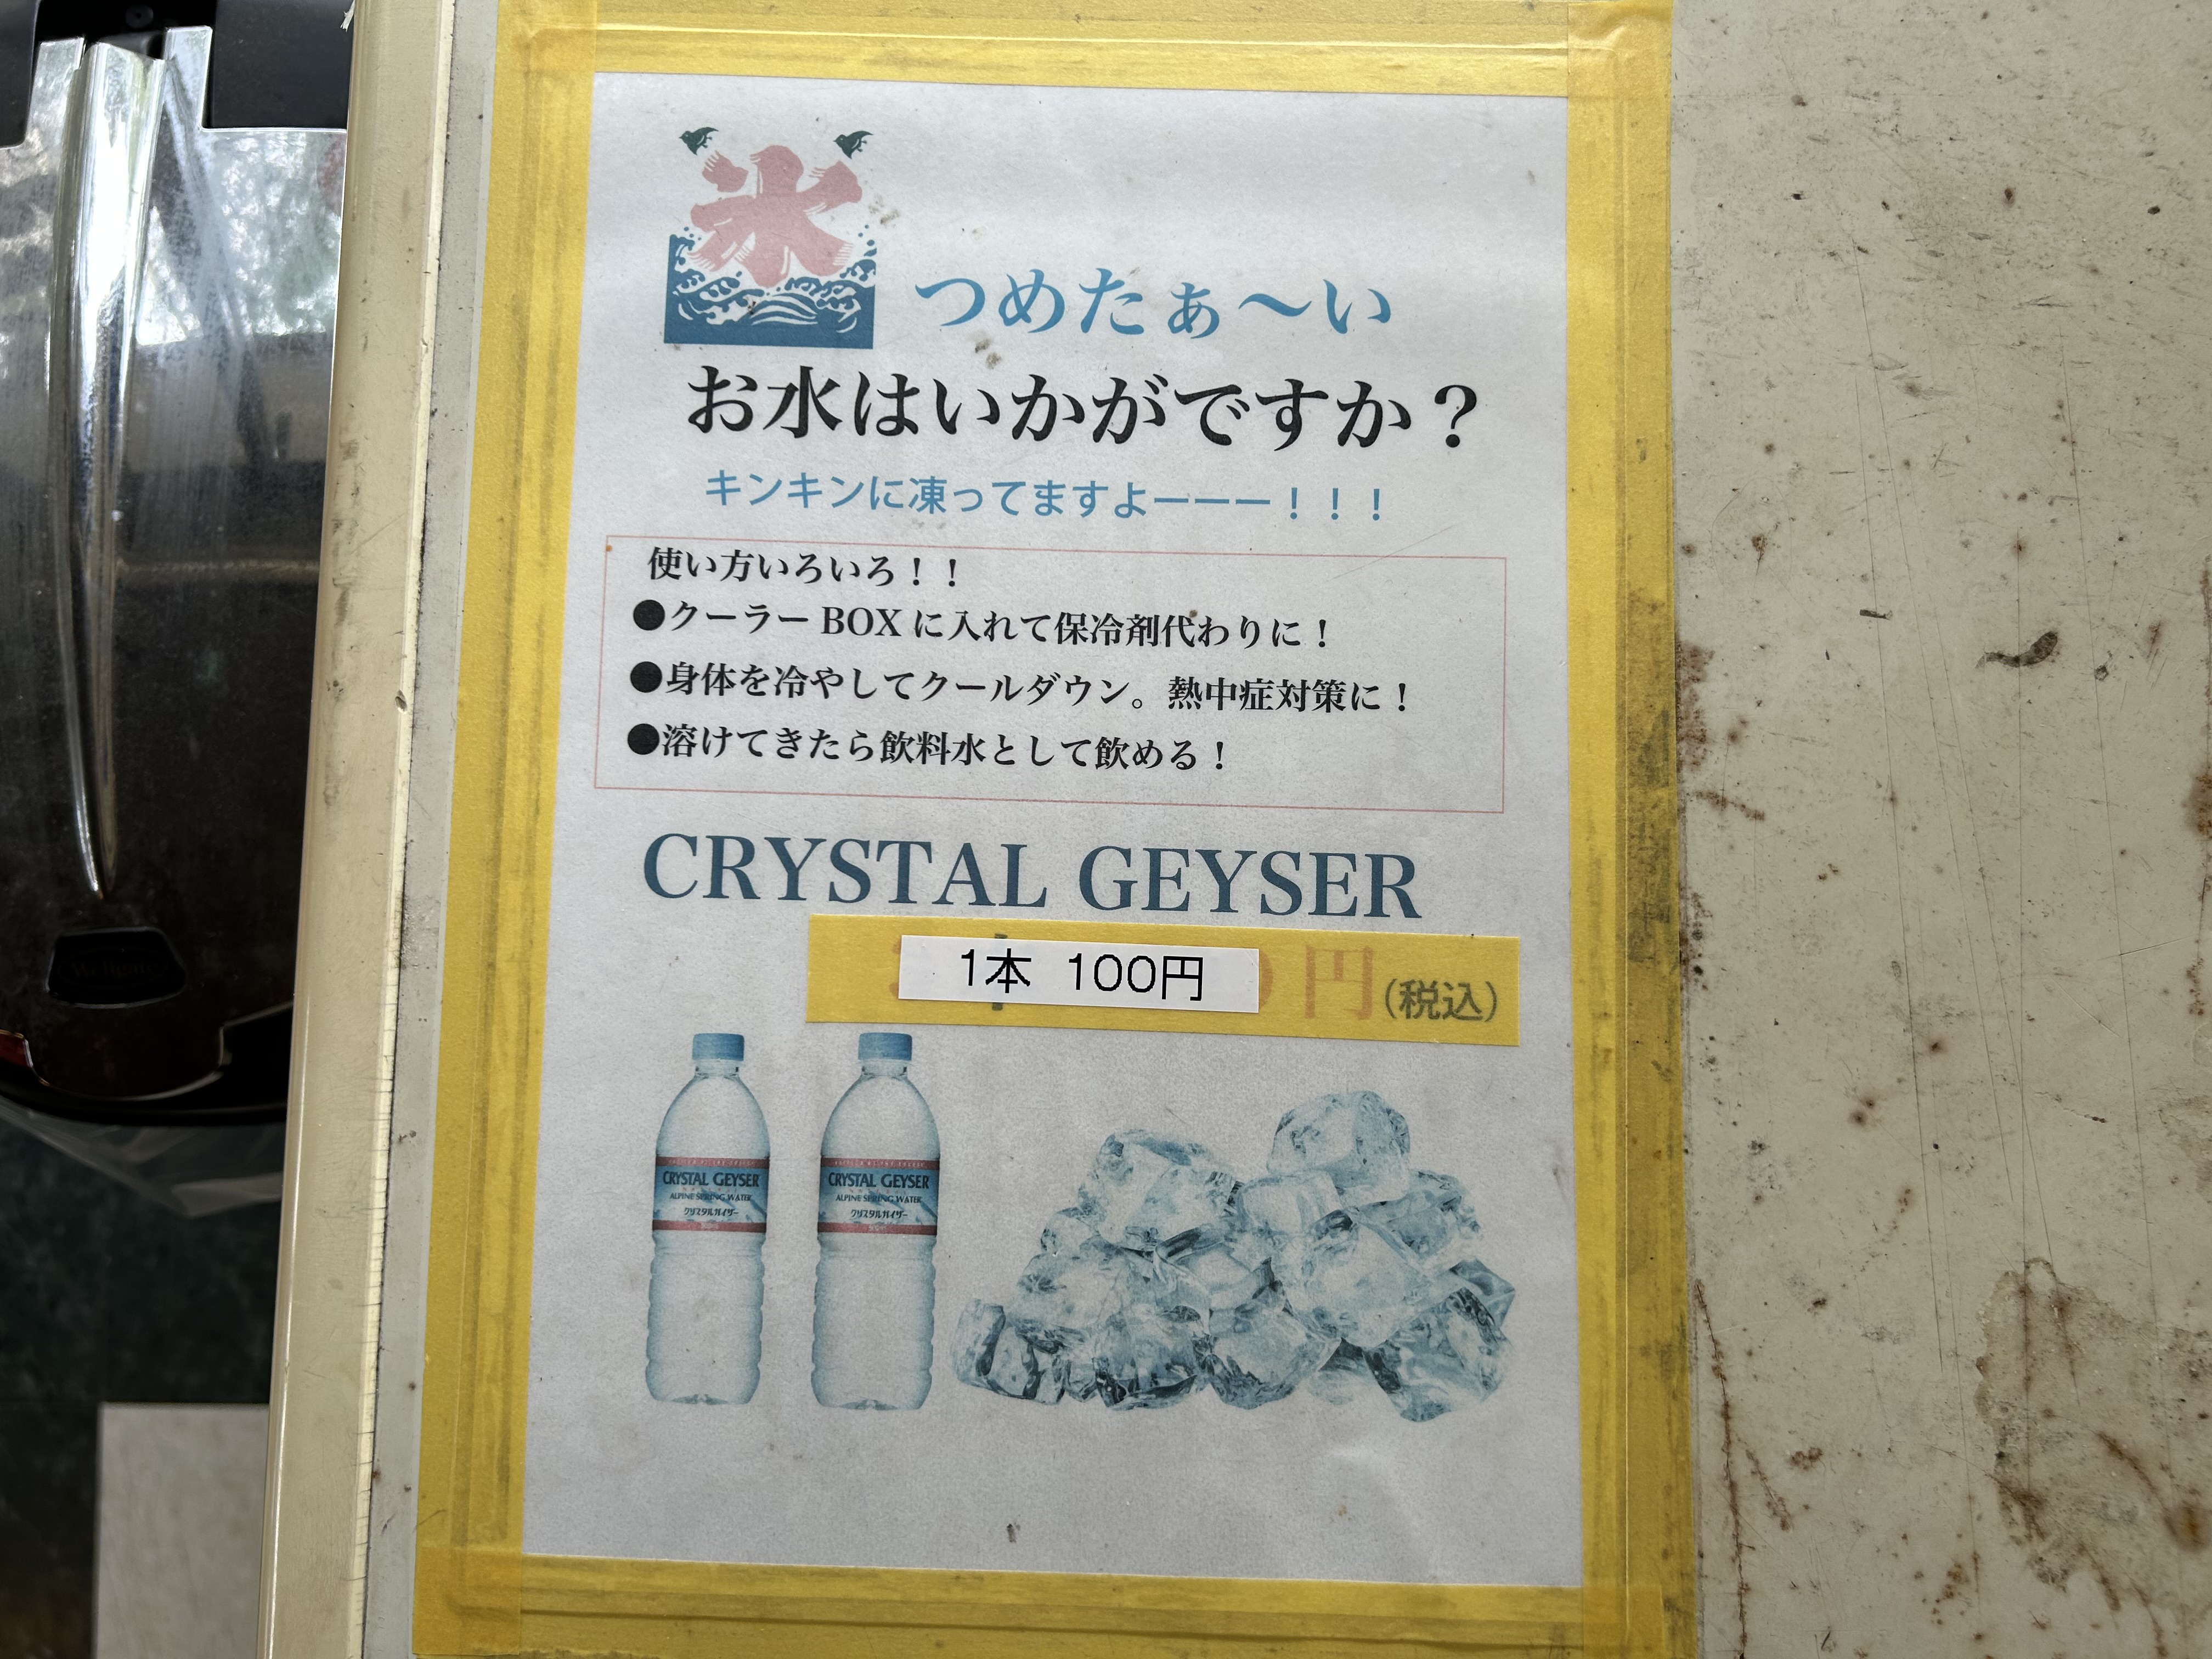 氷
つめたぁ～い
お水はいかがですか？
キンキンに凍ってますよーーー！！！
使い方いろいろ！！
●クーラーBOXに入れて保冷剤代わりに！
●身体を冷やしてクールダウン。熱中症対策に！
●溶けてきたら飲料水として飲める！
CRYSTAL GEYSER
1本 100円
円(税込)
CRYSTAL GEYSER
ALPINE SPRING WATER
クリスタルガイザー
CRYSTAL GEYSER
ALPINE SPRING WATER
クリスタルガイザー